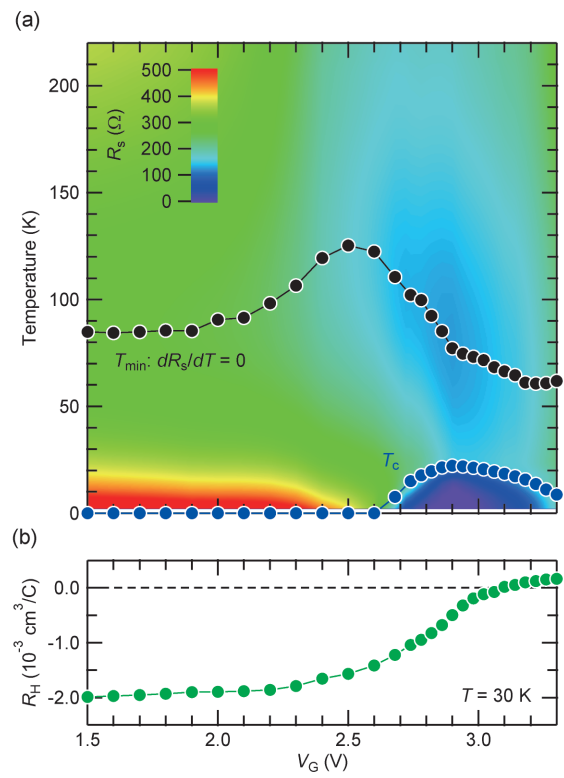 (a)
200
150
100
50
0
Temperature (K)
500
400
300
200
100
0
Rs (Ω)
Tmin: dRs/dT = 0
Tc
(b)
0.0
-1.0
-2.0
RH (10-3 cm3/C)
T = 30 K
1.5 2.0 2.5 3.0
VG (V)